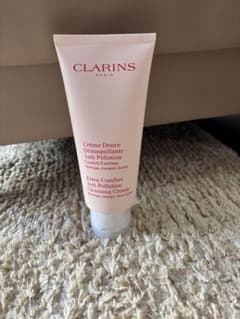 CLARINS
PARIS
Crème Douce
Démaquillante
Anti-Pollution
Confort Extrême
Extra-Comfort
Anti-Pollution
Cleansing Cream